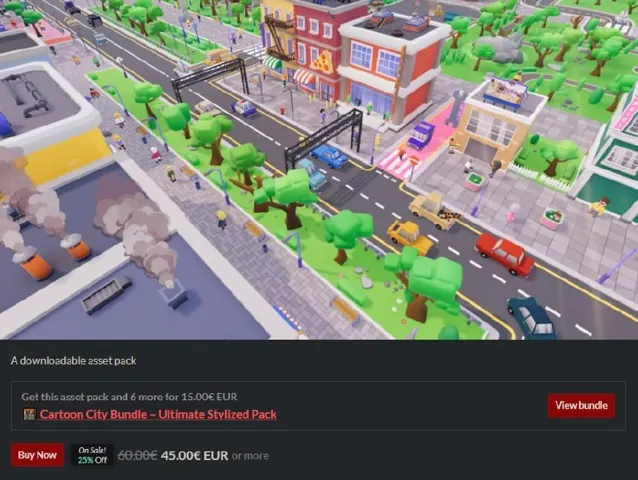 A downloadable asset pack
Get this asset pack and 6 more for 15.00€ EUR
Cartoon City Bundle – Ultimate Stylized Pack
View bundle
Buy Now
On Sale!
25% Off
60.00€ 45.00€ EUR or more